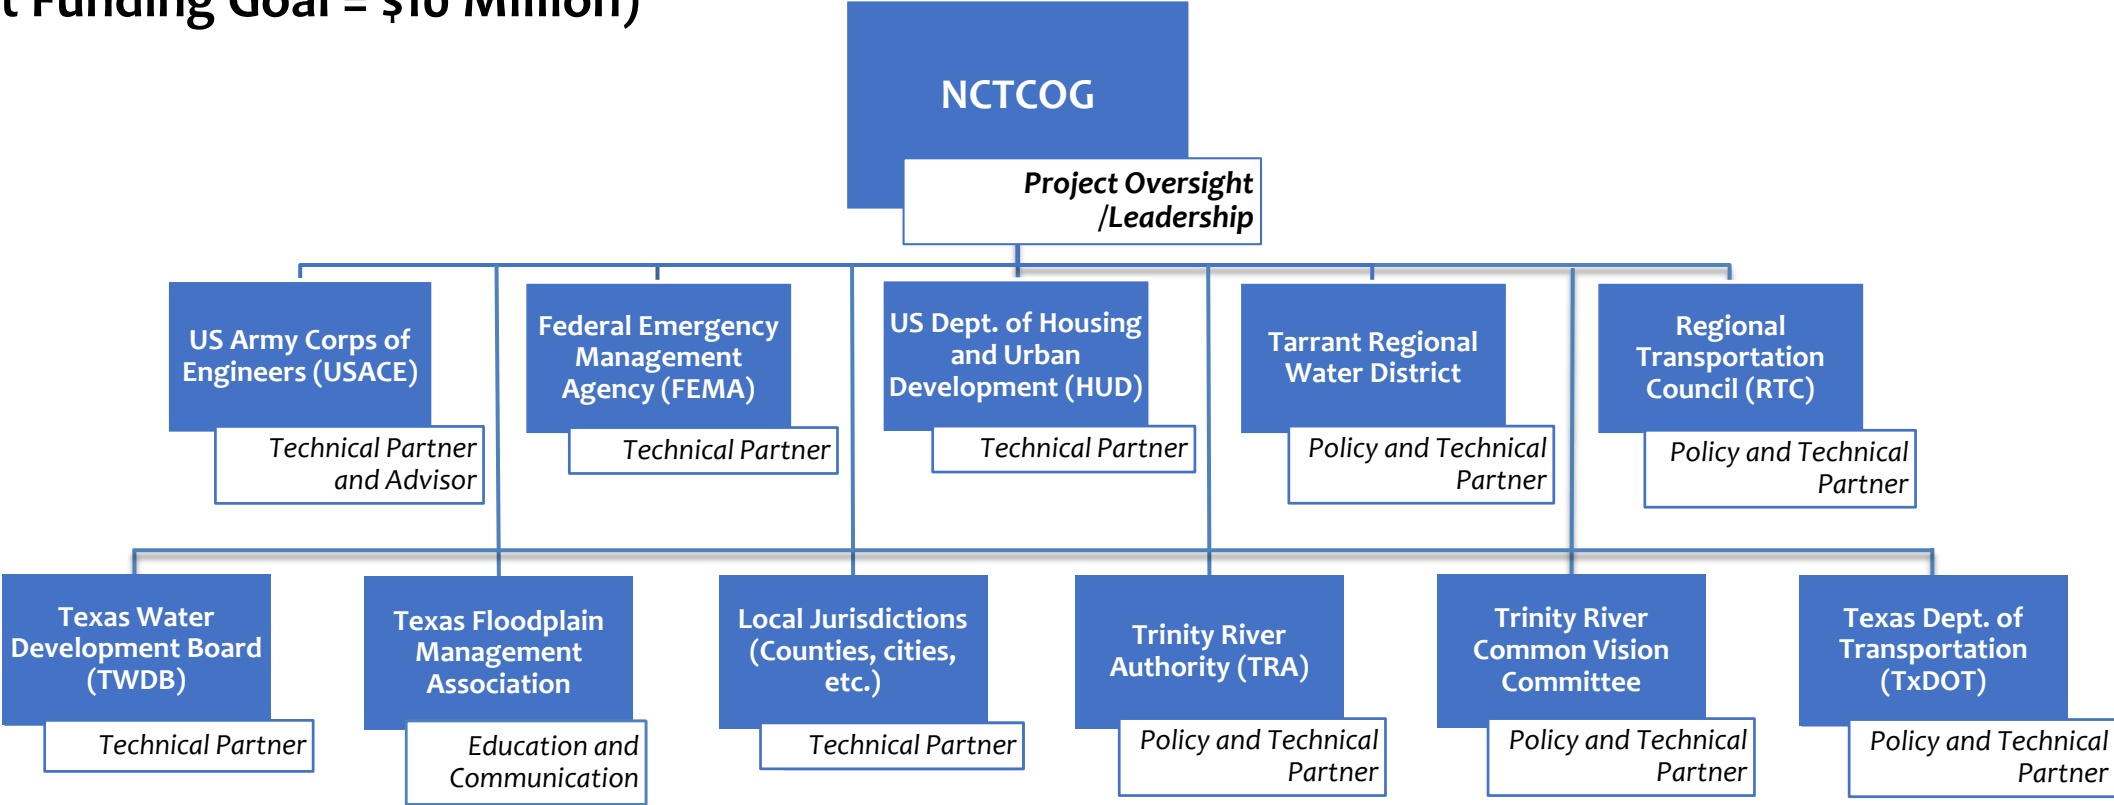 t Funding Goal = $10 Million)
NCTCOG
Project Oversight
/Leadership
US Army Corps of
Engineers (USACE)
Technical Partner
and Advisor
Federal Emergency
Management
Agency (FEMA)
Technical Partner
US Dept. of Housing
and Urban
Development (HUD)
Technical Partner
Tarrant Regional
Water District
Policy and Technical
Partner
Regional
Transportation
Council (RTC)
Policy and Technical
Partner
Texas Water
Development Board
(TWDB)
Technical Partner
Texas Floodplain
Management
Association
Education and
Communication
Local Jurisdictions
(Counties, cities,
etc.)
Technical Partner
Trinity River
Authority (TRA)
Policy and Technical
Partner
Trinity River
Common Vision
Committee
Policy and Technical
Partner
Texas Dept. of
Transportation
(TxDOT)
Policy and Technical
Partner